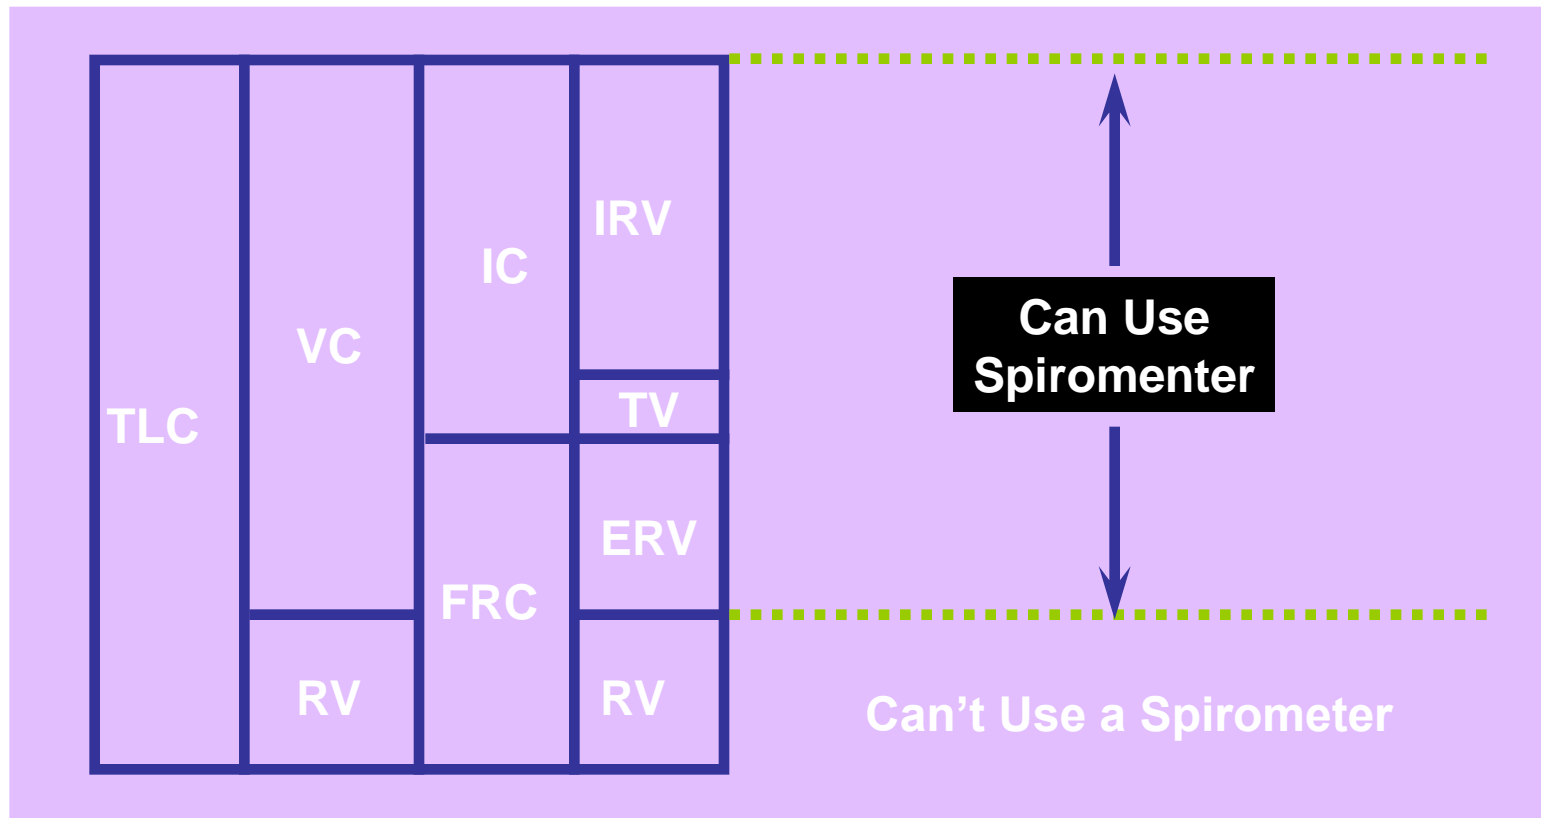 IRV
IC
Can Use
Spiromenter
VC
TV
TLC
ERV
FRC
RV
RV
Can’t Use a Spirometer